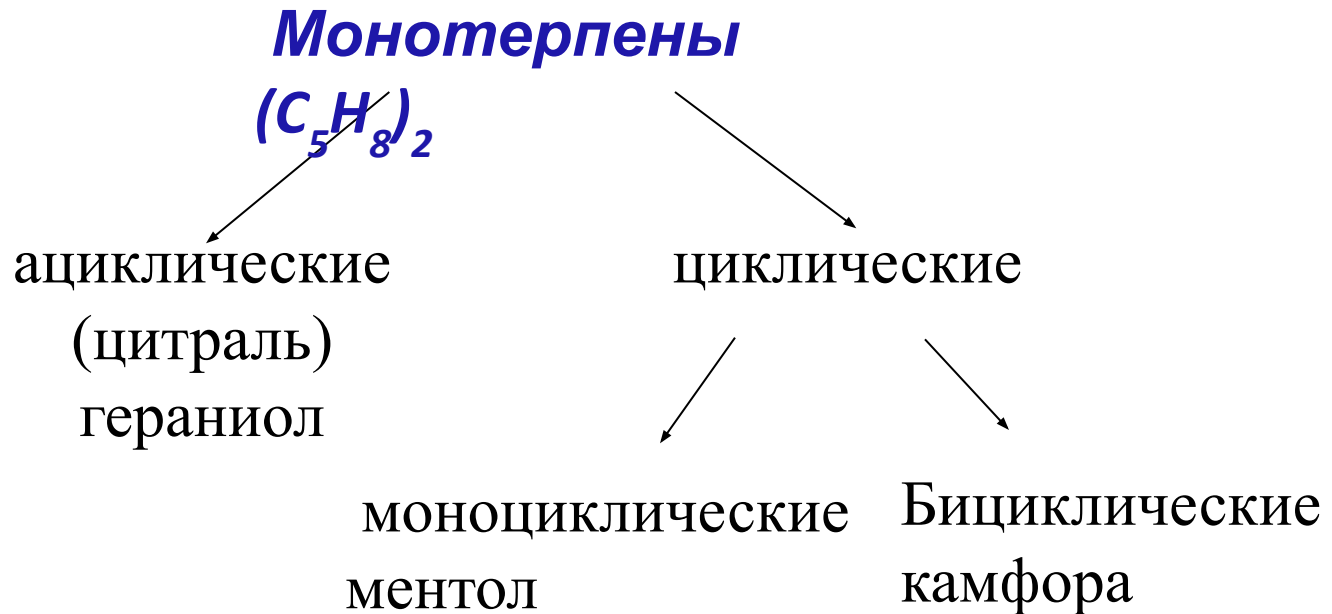 Монотерпены
(C₅H₈)₂
ациклические
(цитраль)
гераниол
циклические
моноциклические
ментол
Бициклические
камфора